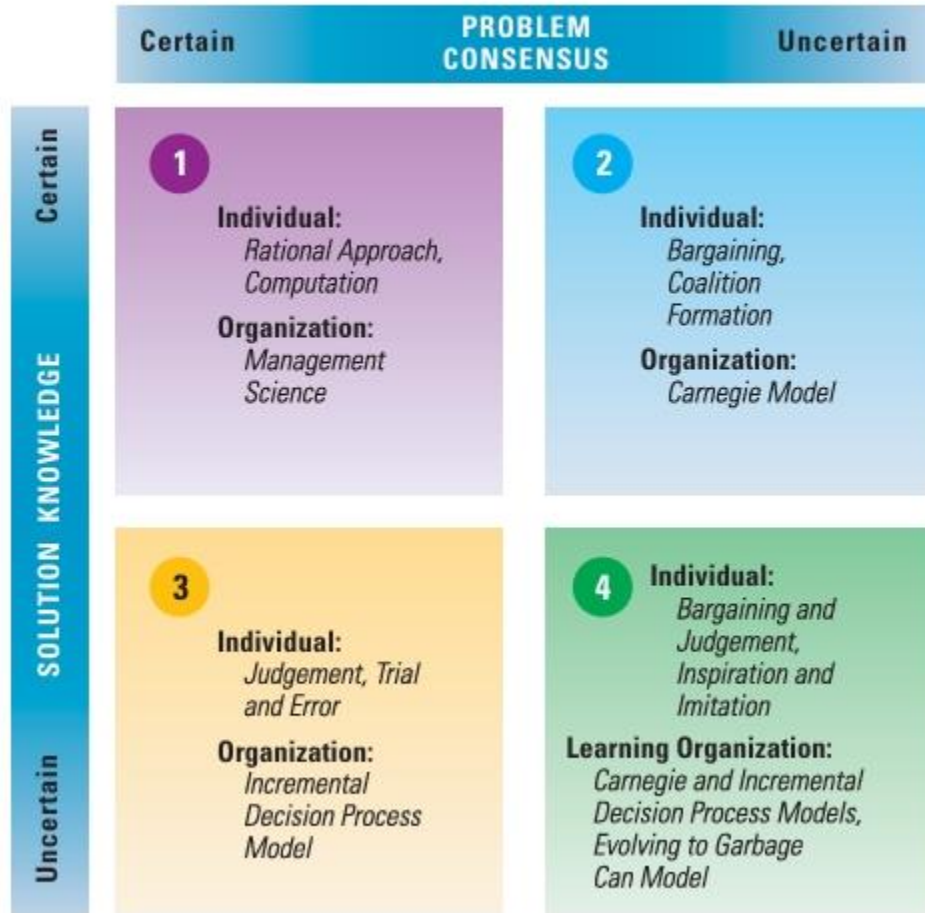 Certain
PROBLEM
CONSENSUS
Uncertain
Certain
SOLUTION KNOWLEDGE
Uncertain
1
Individual:
Rational Approach,
Computation
Organization:
Management
Science
2
Individual:
Bargaining,
Coalition
Formation
Organization:
Carnegie Model
3
Individual:
Judgement, Trial
and Error
Organization:
Incremental
Decision Process
Model
4
Individual:
Bargaining and
Judgement,
Inspiration and
Imitation
Learning Organization:
Carnegie and Incremental
Decision Process Models,
Evolving to Garbage
Can Model